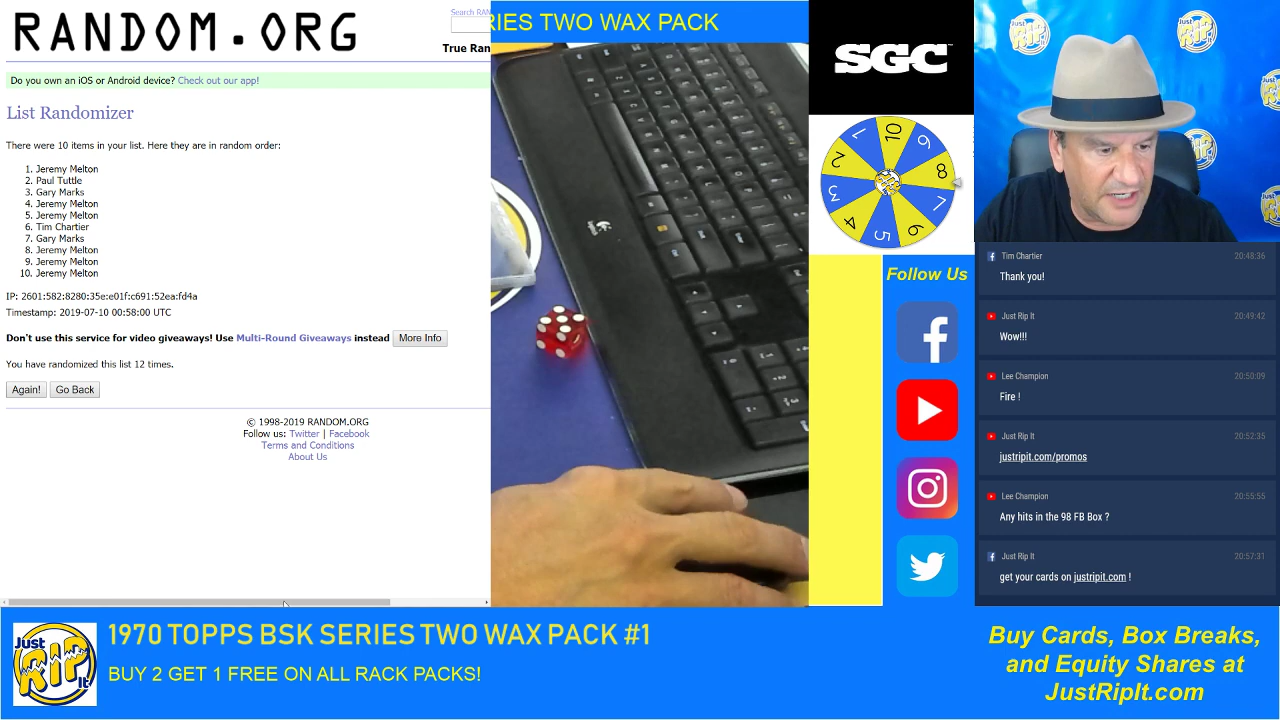 RANDOM.ORG
Search RAN
True Ran
Do you own an iOS or Android device? Check out our app!
List Randomizer
There were 10 items in your list. Here they are in random order:
1. Jeremy Melton
2. Paul Tuttle
3. Gary Marks
4. Jeremy Melton
5. Jeremy Melton
6. Tim Chartier
7. Gary Marks
8. Jeremy Melton
9. Jeremy Melton
10. Jeremy Melton
IP: 2601:582:8280:35e:e01f:c691:52ea:fd4a
Timestamp: 2019-07-10 00:58:00 UTC
Don't use this service for video giveaways! Use Multi-Round Giveaways instead More Info
You have randomized this list 12 times.
Again! Go Back
© 1998-2019 RANDOM.ORG
Follow us: Twitter | Facebook
Terms and Conditions
About Us
RIES TWO WAX PACK
SGC
10
9
8
7
6
5
4
3
2
1
Follow Us
Just
RIP
It
Tim Chartier 20:48:36
Thank you!
Just Rip It 20:49:42
Wow!!!
Lee Champion 20:50:09
Fire !
Just Rip It 20:52:35
justripit.com/promos
Lee Champion 20:55:55
Any hits in the 98 FB Box ?
Just Rip It 20:57:31
get your cards on justripit.com !
Just
RIP
It
1970 TOPPS BSK SERIES TWO WAX PACK #1
BUY 2 GET 1 FREE ON ALL RACK PACKS!
Buy Cards, Box Breaks,
and Equity Shares at
JustRipIt.com